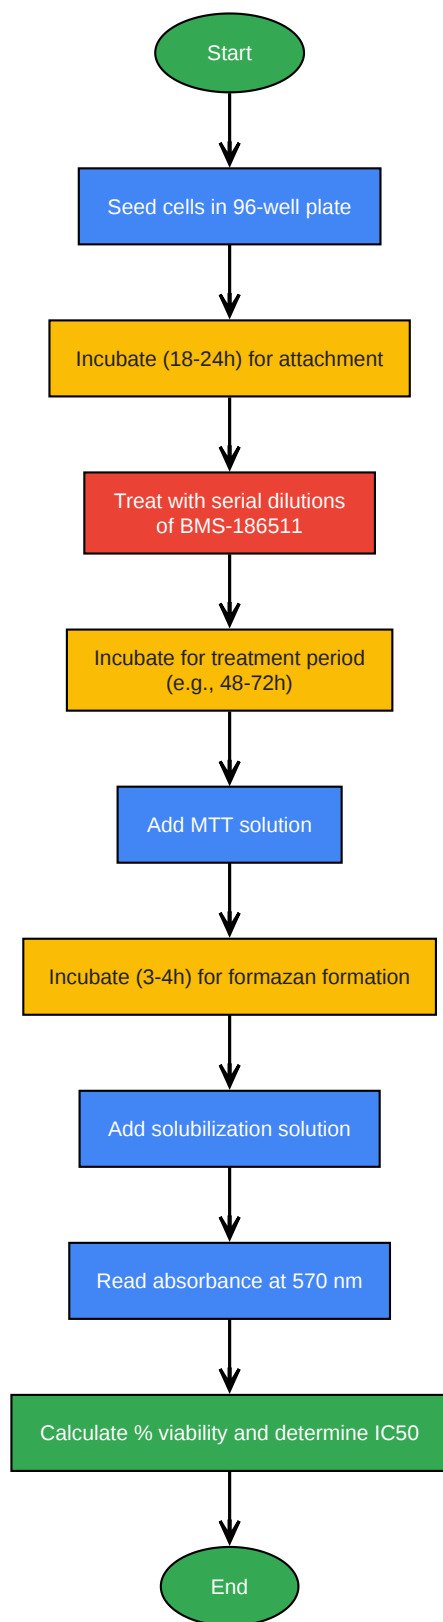 Start
Seed cells in 96-well plate
Incubate (18-24h) for attachment
Treat with serial dilutions
of BMS-186511
Incubate for treatment period
(e.g., 48-72h)
Add MTT solution
Incubate (3-4h) for formazan formation
Add solubilization solution
Read absorbance at 570 nm
Calculate % viability and determine IC50
End